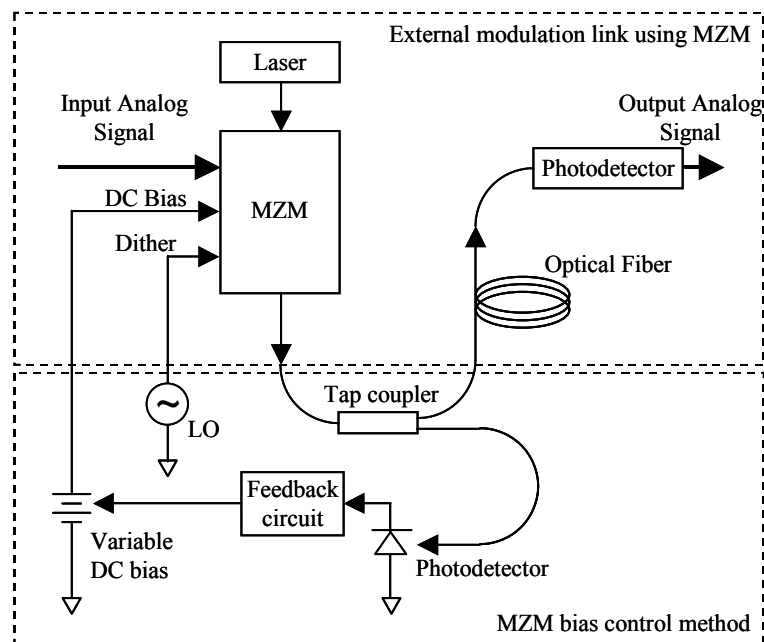 External modulation link using MZM
Laser
Input Analog
Signal
Output Analog
Signal
Photodetector
DC Bias
MZM
Dither
Optical Fiber
Tap coupler
~
LO
Feedback
circuit
Variable
DC bias
Photodetector
MZM bias control method